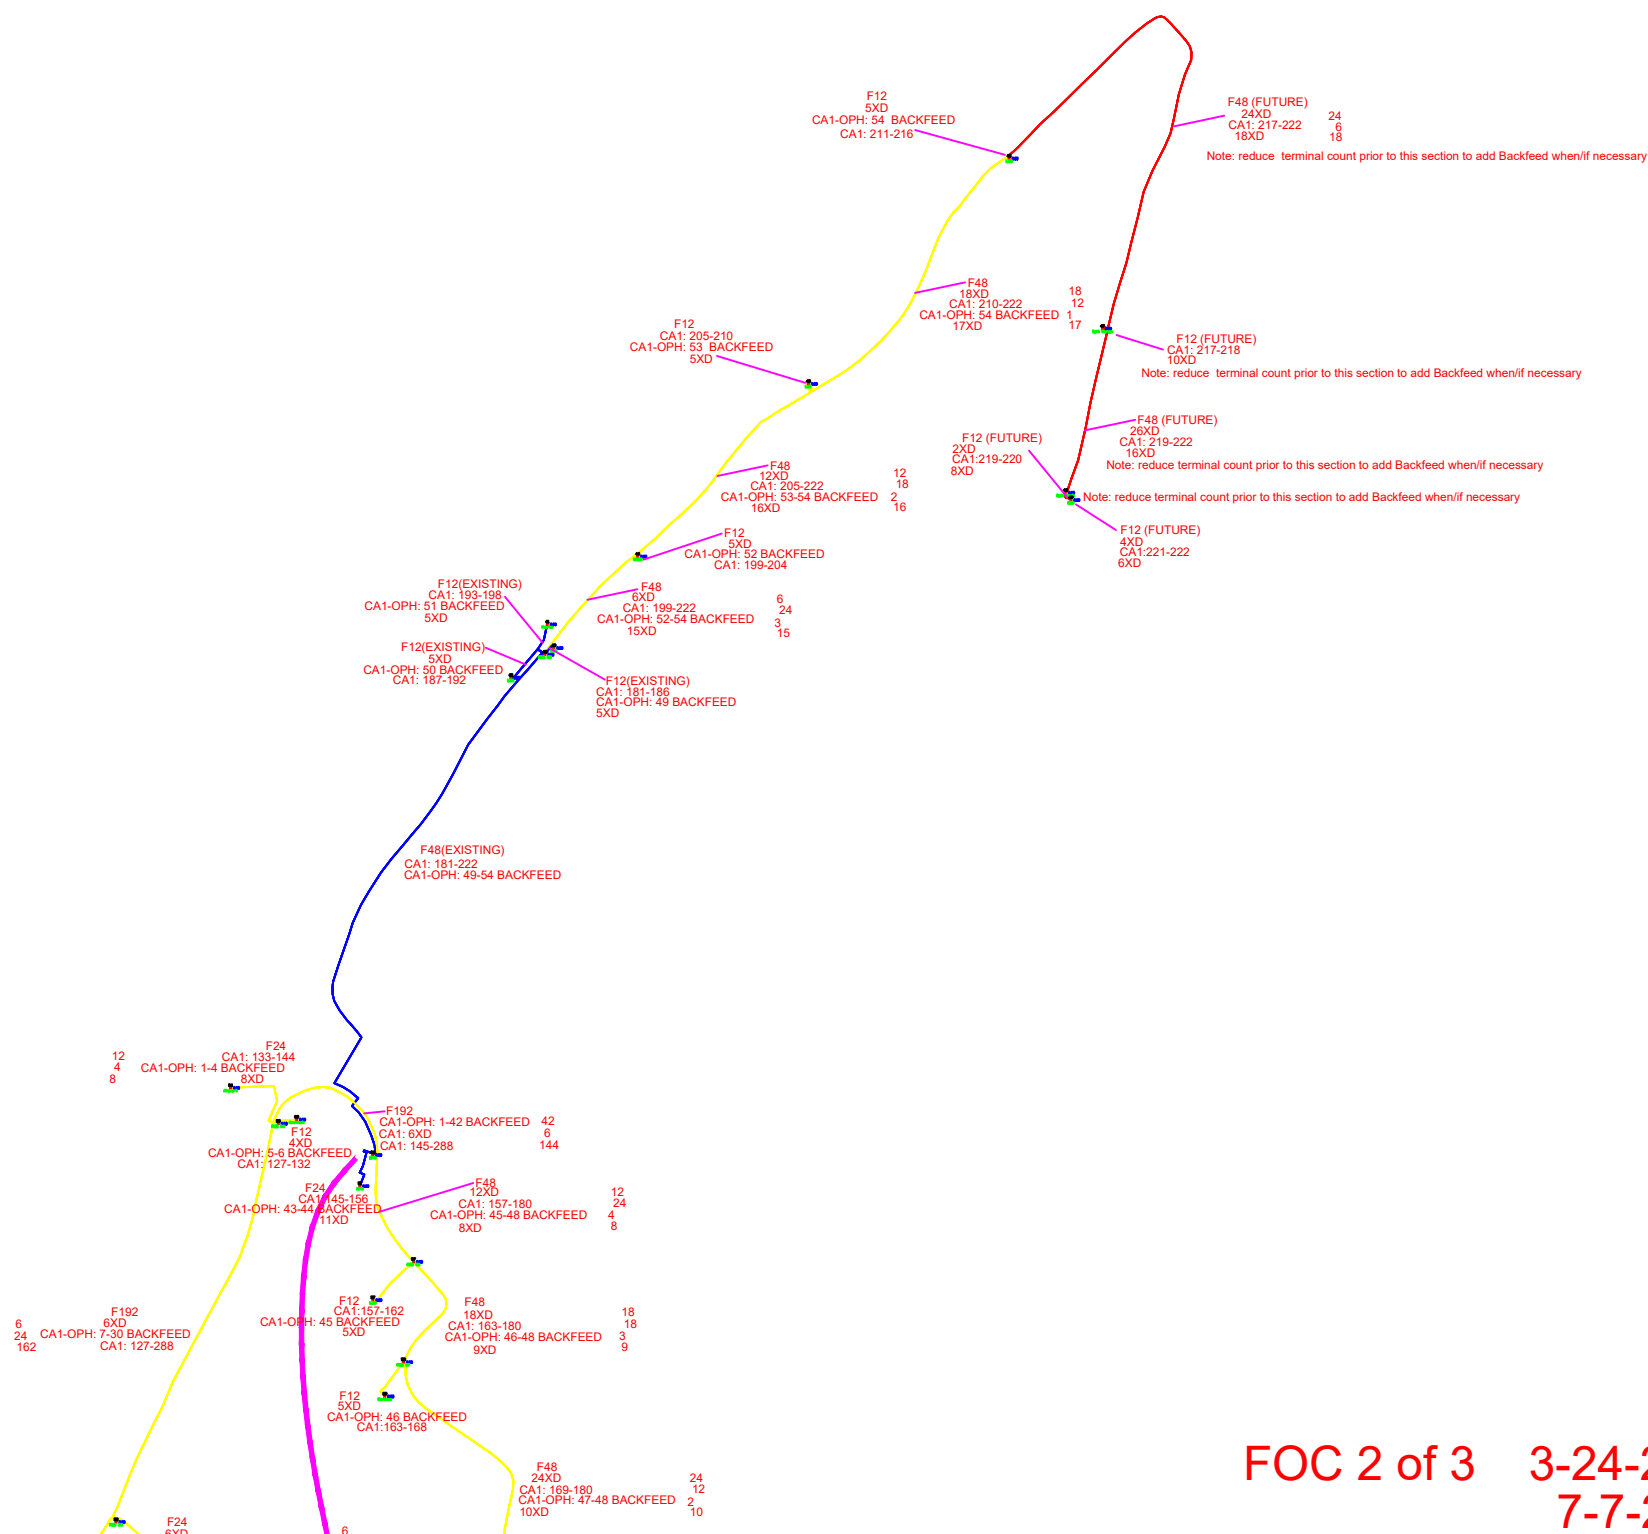 F12
5XD
CA1-OPH: 54 BACKFEED
CA1: 211-216
F48 (FUTURE)
24XD 24
CA1: 217-222 6
18XD 18
Note: reduce terminal count prior to this section to add Backfeed when/if necessary
F48
18XD 18
CA1: 210-222 12
CA1-OPH: 54 BACKFEED 1
17XD 17
F12
CA1: 205-210
CA1-OPH: 53 BACKFEED
5XD
F12 (FUTURE)
CA1: 217-218
10XD
Note: reduce terminal count prior to this section to add Backfeed when/if necessary
F48 (FUTURE)
26XD
CA1: 219-222
16XD
Note: reduce terminal count prior to this section to add Backfeed when/if necessary
F12 (FUTURE)
2XD
CA1:219-220
8XD
Note: reduce terminal count prior to this section to add Backfeed when/if necessary
F12 (FUTURE)
4XD
CA1:221-222
6XD
F48
12XD 12
CA1: 205-222 18
CA1-OPH: 53-54 BACKFEED 2
16XD 16
F12
5XD
CA1-OPH: 52 BACKFEED
CA1: 199-204
F12(EXISTING)
CA1: 193-198
CA1-OPH: 51 BACKFEED
5XD
F48
6XD 6
CA1: 199-222 24
CA1-OPH: 52-54 BACKFEED 3
15XD 15
F12(EXISTING)
5XD
CA1-OPH: 50 BACKFEED
CA1: 187-192
F12(EXISTING)
CA1: 181-186
CA1-OPH: 49 BACKFEED
5XD
F48(EXISTING)
CA1: 181-222
CA1-OPH: 49-54 BACKFEED
F24
12 CA1: 133-144
4 CA1-OPH: 1-4 BACKFEED
8 8XD
F192
CA1-OPH: 1-42 BACKFEED 42
CA1: 6XD 6
CA1: 145-288 144
F12
4XD
CA1-OPH: 5-6 BACKFEED
CA1: 127-132
F24
CA1:145-156
CA1-OPH: 43-44 BACKFEED
11XD
F48
12XD 12
CA1: 157-180 24
CA1-OPH: 45-48 BACKFEED 4
8XD 8
F12
CA1:157-162
CA1-OPH: 45 BACKFEED
5XD
F48
18XD 18
CA1: 163-180 18
CA1-OPH: 46-48 BACKFEED 3
9XD 9
F192
6 6XD
24 CA1-OPH: 7-30 BACKFEED
162 CA1: 127-288
F12
5XD
CA1-OPH: 46 BACKFEED
CA1:163-168
F48
24XD 24
CA1: 169-180 12
CA1-OPH: 47-48 BACKFEED 2
10XD 10
FOC 2 of 3 3-24-2
7-7-2
F24
6XD
6